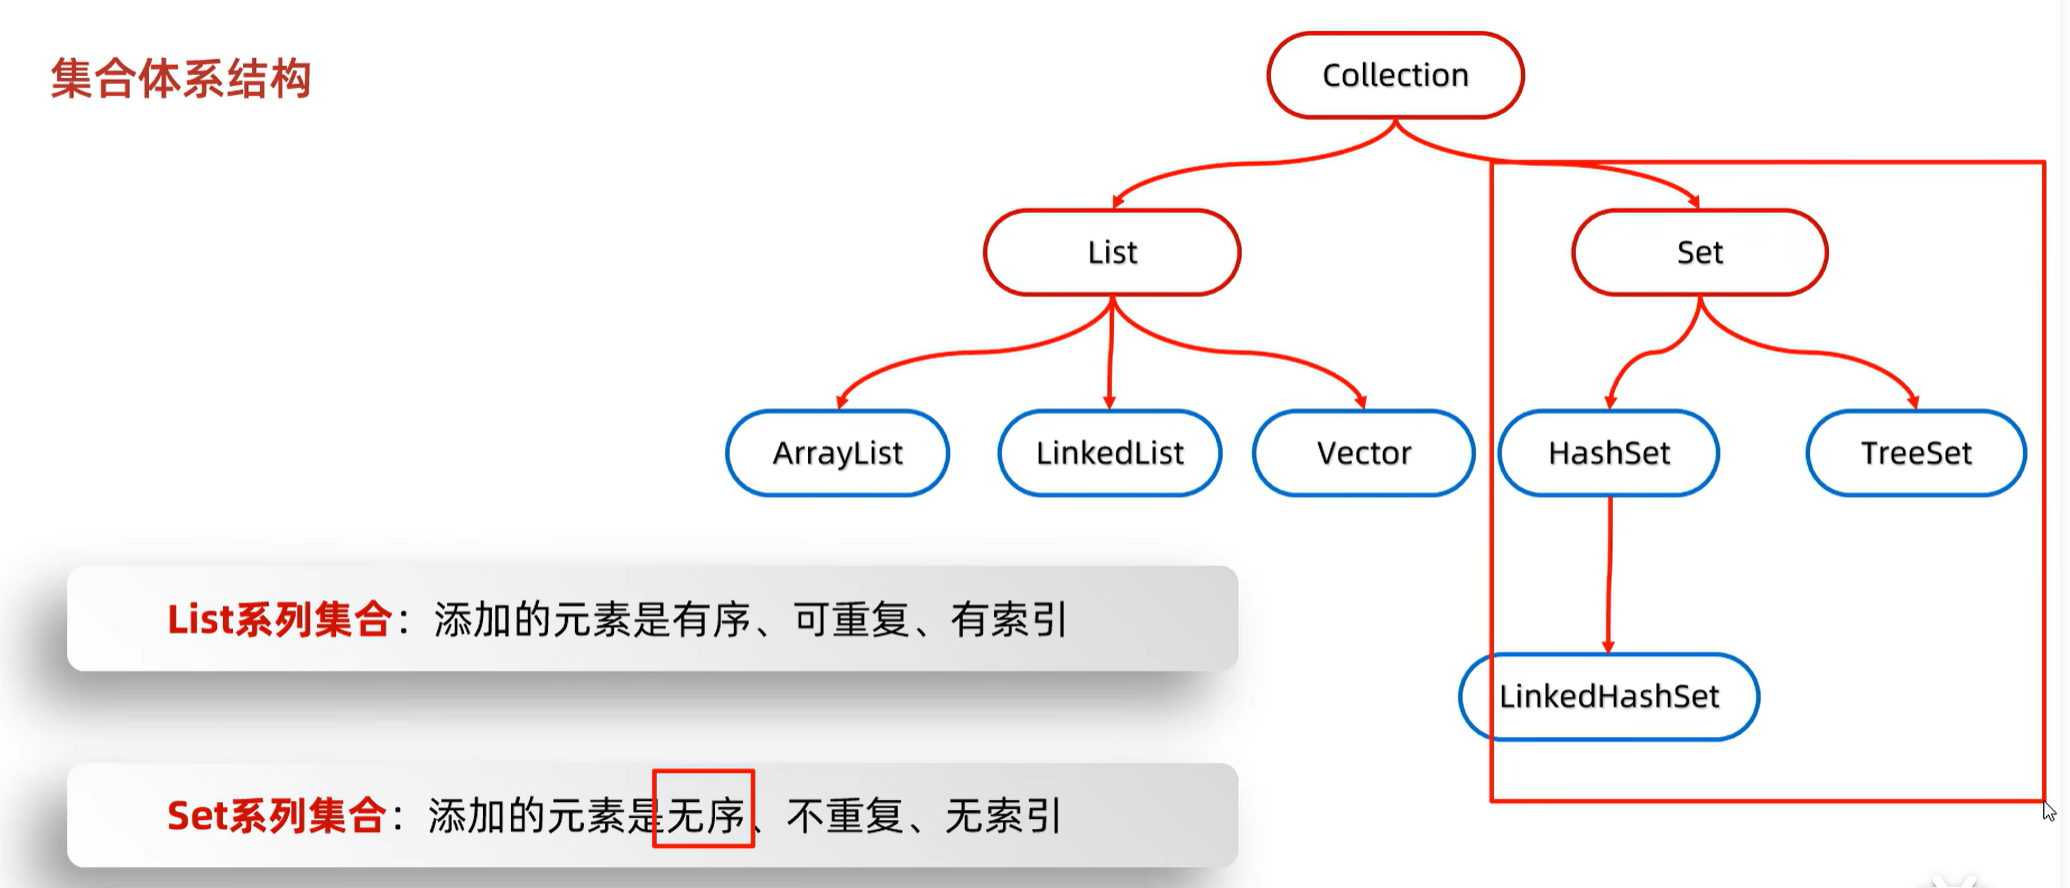 集合体系结构
Collection
List
Set
ArrayList
LinkedList
Vector
HashSet
TreeSet
LinkedHashSet
List系列集合：添加的元素是有序、可重复、有索引
Set系列集合：添加的元素是无序、不重复、无索引